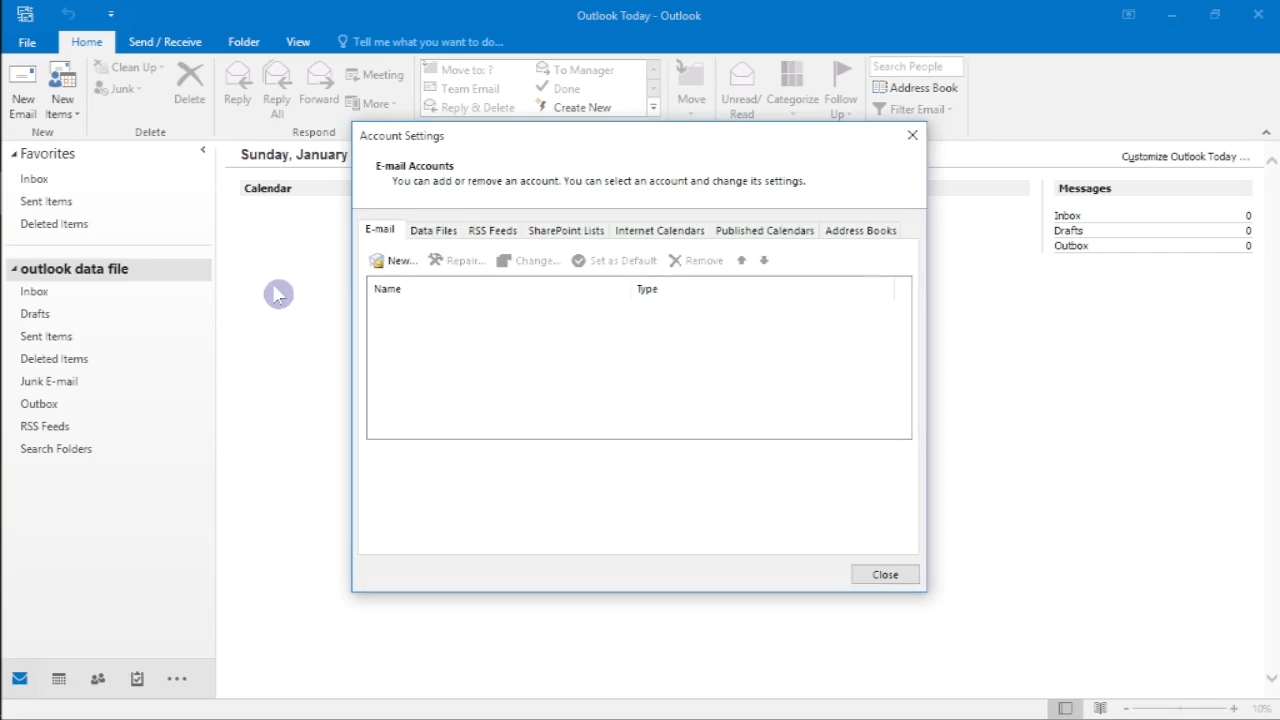 Outlook Today - Outlook
File Home Send / Receive Folder View Tell me what you want to do...
New Email
New Items
New
Clean Up
Junk
Delete
Delete
Reply
Reply All
Forward
Meeting
More
Respond
Move to: ?
Team Email
Reply & Delete
To Manager
Done
Create New
Move
Unread/ Read
Categorize
Follow Up
Search People
Address Book
Filter Email
Favorites
Inbox
Sent Items
Deleted Items
outlook data file
Inbox
Drafts
Sent Items
Deleted Items
Junk E-mail
Outbox
RSS Feeds
Search Folders
Sunday, January
Customize Outlook Today ...
Calendar
Messages
Inbox 0
Drafts 0
Outbox 0
Account Settings
E-mail Accounts
You can add or remove an account. You can select an account and change its settings.
E-mail Data Files RSS Feeds SharePoint Lists Internet Calendars Published Calendars Address Books
New... Repair... Change... Set as Default Remove
Name Type
Close
10%